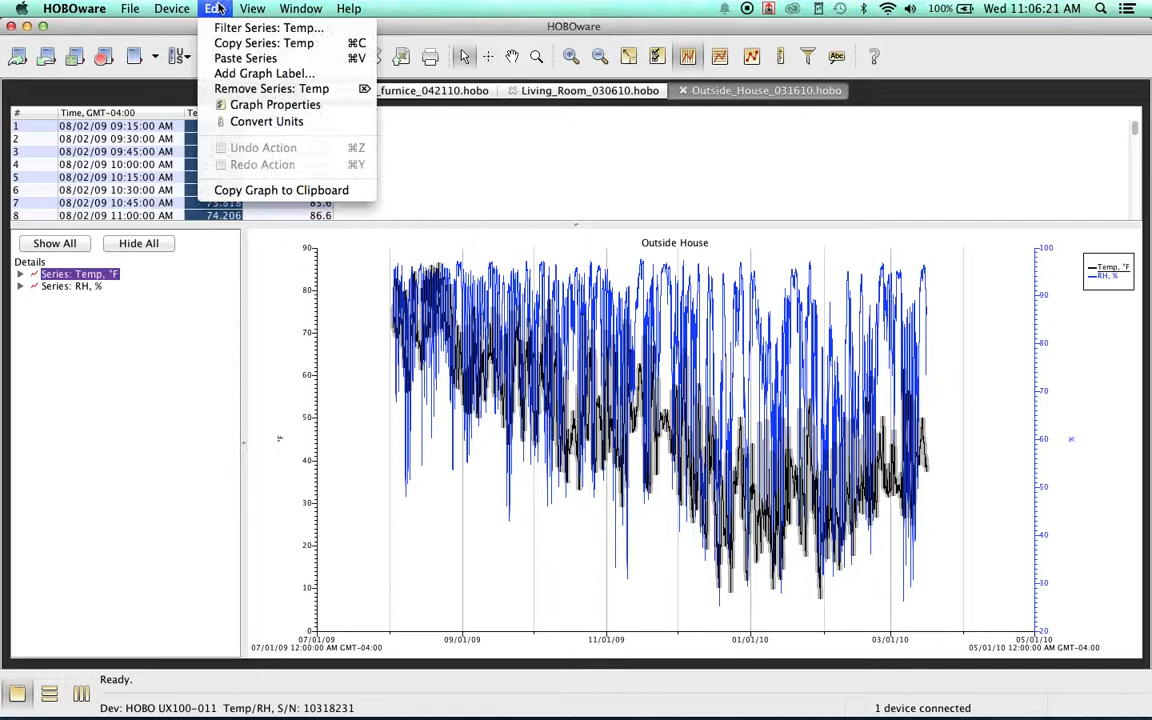 HOBOware File Device Edit View Window Help 100% Wed 11:06:21 AM
HOBOware
Filter Series: Temp...
Copy Series: Temp... ⌘C
Paste Series ⌘V
Add Graph Label...
Remove Series: Temp
Graph Properties
Convert Units
Undo Action ⌘Z
Redo Action ⌘Y
Copy Graph to Clipboard
Abc ?
_furnice_042110.hobo Living_Room_030610.hobo Outside_House_031610.hobo
# Time, GMT-04:00 Te
1 08/02/09 09:15:00 AM
2 08/02/09 09:30:00 AM
3 08/02/09 09:45:00 AM
4 08/02/09 10:00:00 AM
5 08/02/09 10:15:00 AM
6 08/02/09 10:30:00 AM
7 08/02/09 10:45:00 AM 73.818 85.6
8 08/02/09 11:00:00 AM 74.206 86.6
Show All Hide All
Details
Series: Temp, °F
Series: RH, %
Outside House
90
80
70
60
50
40
30
20
10
0
°F
100
90
80
70
60
50
40
30
20
%
Temp, °F
RH, %
07/01/09 09/01/09 11/01/09 01/01/10 03/01/10 05/01/10
07/01/09 12:00:00 AM GMT-04:00 05/01/10 12:00:00 AM GMT-04:00
Ready.
Dev: HOBO UX100-011 Temp/RH, S/N: 10318231 1 device connected